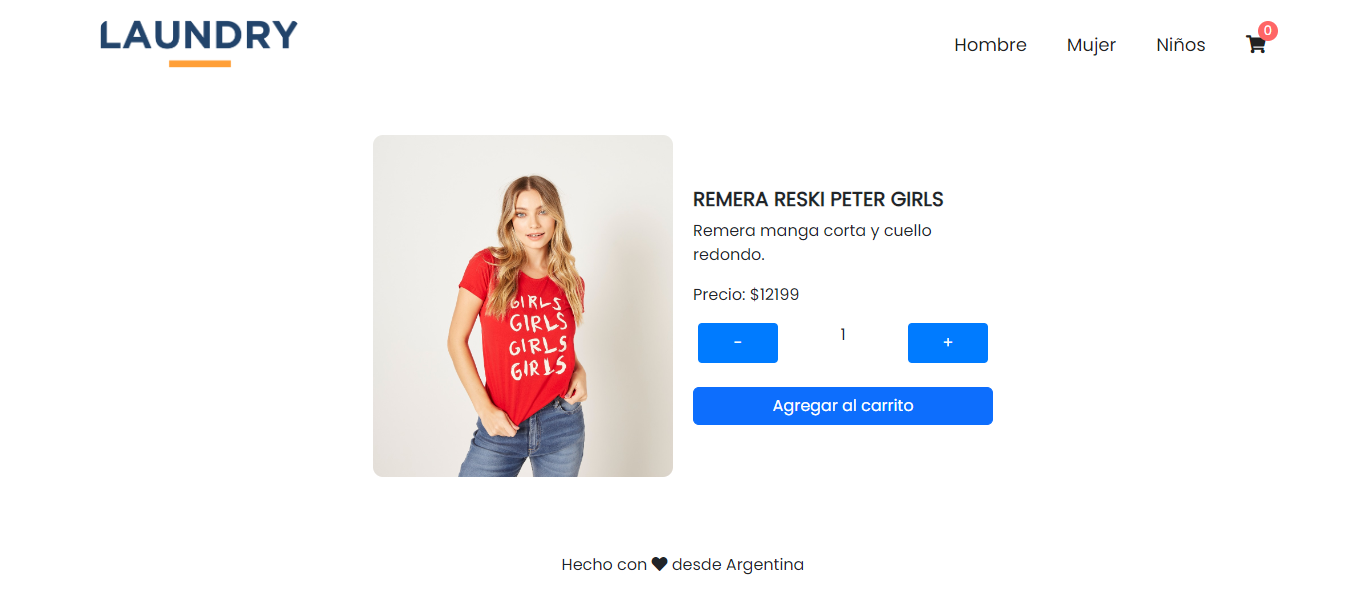 LAUNDRY
Hombre Mujer Niños 0
GIRLS
GIRLS
GIRLS
GIRLS
REMERA RESKI PETER GIRLS
Remera manga corta y cuello
redondo.
Precio: $12199
- 1 +
Agregar al carrito
Hecho con ♥ desde Argentina